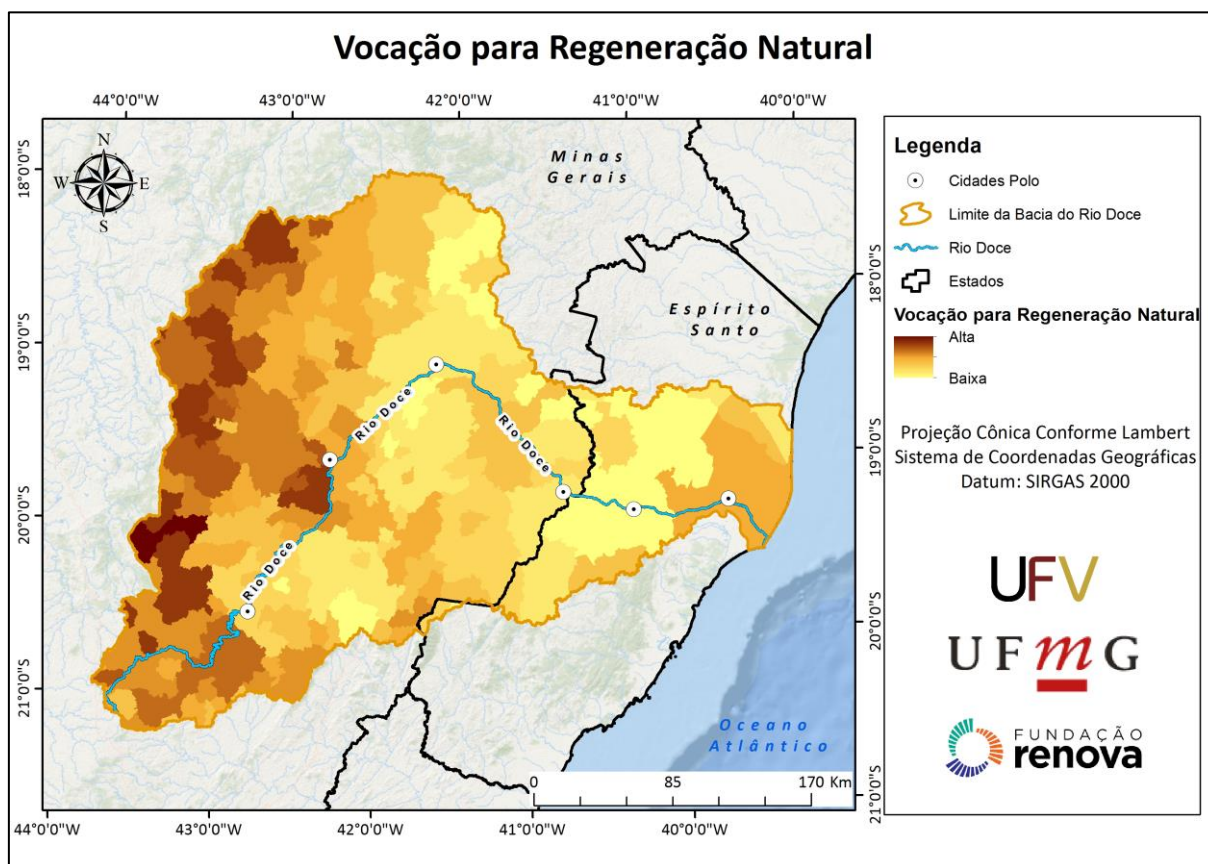 Vocação para Regeneração Natural
44°0'0"W
43°0'0"W
42°0'0"W
41°0'0"W
40°0'0"W
N
W
E
S
18°0'0"S
19°0'0"S
20°0'0"S
21°0'0"S
Minas
Gerais
Espírito
Santo
Rio Doce
Rio Doce
Rio Doce
Oceano
Atlântico
0
85
170 Km
18°0'0"S
19°0'0"S
20°0'0"S
21°0'0"S
44°0'0"W
43°0'0"W
42°0'0"W
41°0'0"W
40°0'0"W
Legenda
Cidades Polo
Limite da Bacia do Rio Doce
Rio Doce
Estados
Vocação para Regeneração Natural
Alta
Baixa
Projeção Cônica Conforme Lambert
Sistema de Coordenadas Geográficas
Datum: SIRGAS 2000
UFV
UFmG
FUNDAÇÃO
renova